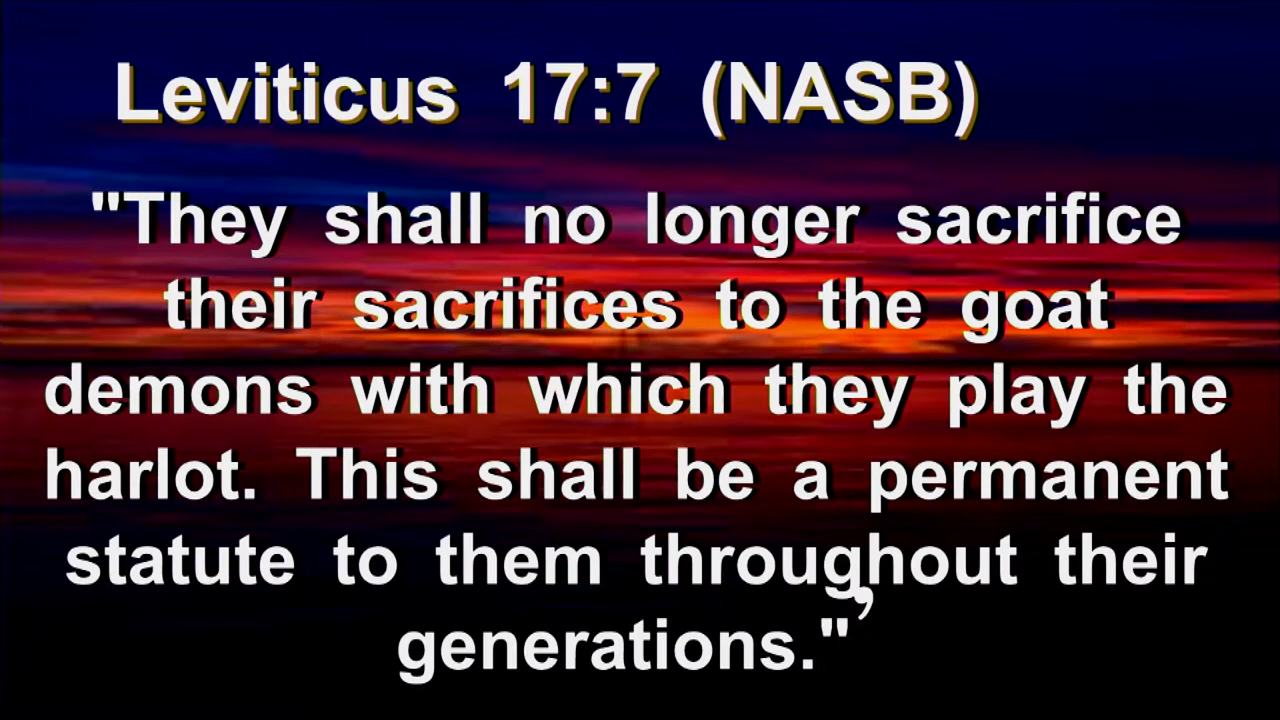 Leviticus 17:7 (NASB)
"They shall no longer sacrifice
their sacrifices to the goat
demons with which they play the
harlot. This shall be a permanent
statute to them throughout their
generations."’